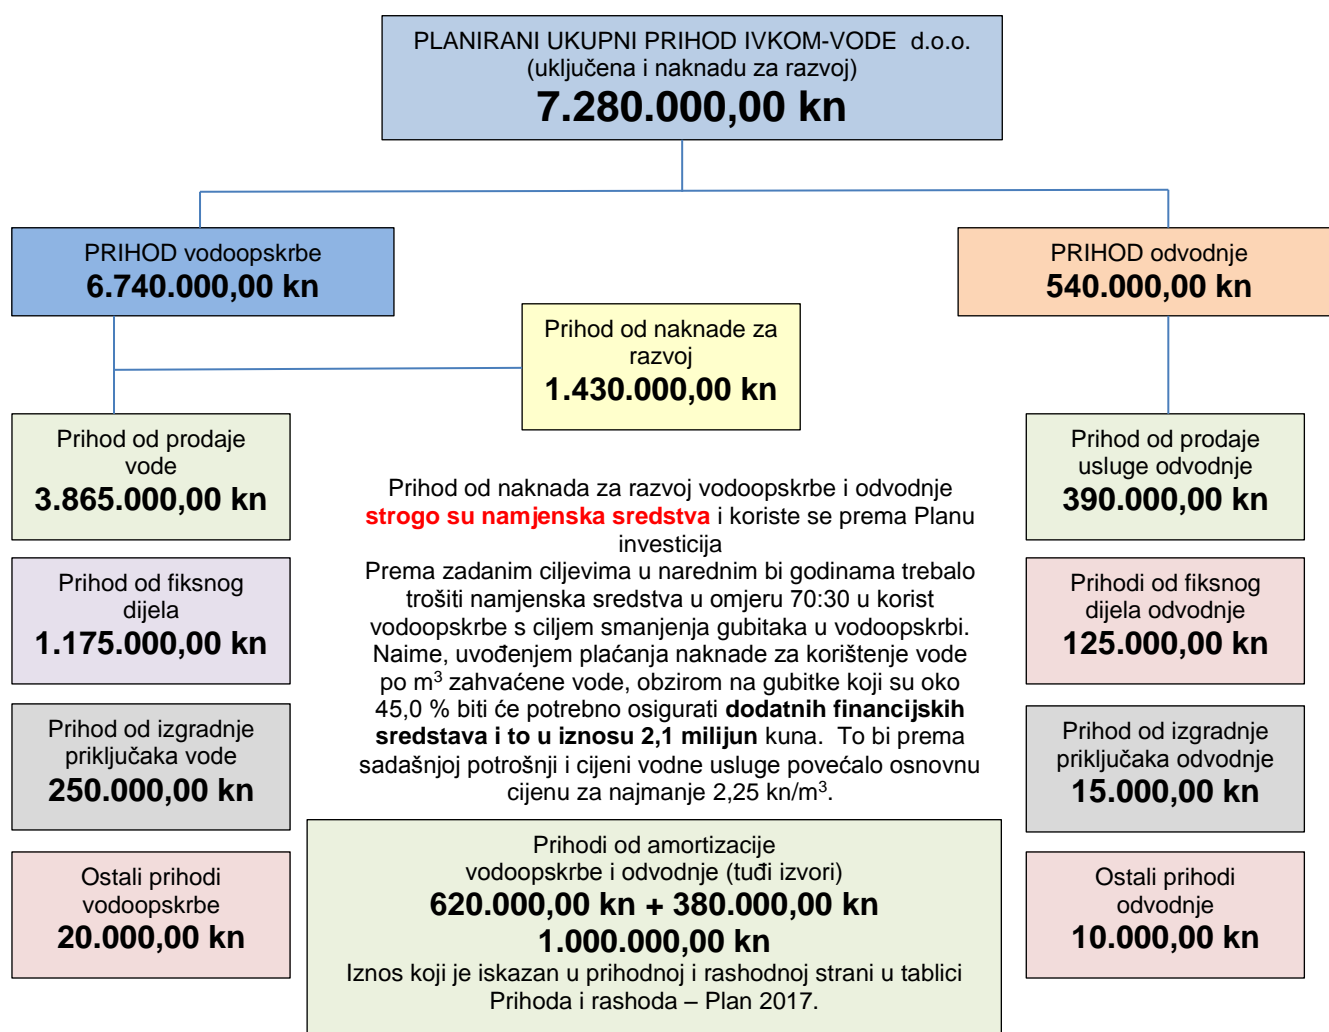 PLANIRANI UKUPNI PRIHOD IVKOM-VODE d.o.o.
(uključena i naknadu za razvoj)
7.280.000,00 kn
PRIHOD vodoopskrbe
6.740.000,00 kn
PRIHOD odvodnje
540.000,00 kn
Prihod od naknade za
razvoj
1.430.000,00 kn
Prihod od prodaje
vode
3.865.000,00 kn
Prihod od fiksnog
dijela
1.175.000,00 kn
Prihod od izgradnje
priključaka vode
250.000,00 kn
Ostali prihodi
vodoopskrbe
20.000,00 kn
Prihod od naknada za razvoj vodoopskrbe i odvodnje
strogo su namjenska sredstva i koriste se prema Planu
investicija
Prema zadanim ciljevima u narednim bi godinama trebalo
trošiti namjenska sredstva u omjeru 70:30 u korist
vodoopskrbe s ciljem smanjenja gubitaka u vodoopskrbi.
Naime, uvođenjem plaćanja naknade za korištenje vode
po m³ zahvaćene vode, obzirom na gubitke koji su oko
45,0 % biti će potrebno osigurati dodatnih financijskih
sredstava i to u iznosu 2,1 milijun kuna. To bi prema
sadašnjoj potrošnji i cijeni vodne usluge povećalo osnovnu
cijenu za najmanje 2,25 kn/m³.
Prihodi od amortizacije
vodoopskrbe i odvodnje (tuđi izvori)
620.000,00 kn + 380.000,00 kn
1.000.000,00 kn
Iznos koji je iskazan u prihodnoj i rashodnoj strani u tablici
Prihoda i rashoda – Plan 2017.
Prihod od prodaje
usluge odvodnje
390.000,00 kn
Prihodi od fiksnog
dijela odvodnje
125.000,00 kn
Prihod od izgradnje
priključaka odvodnje
15.000,00 kn
Ostali prihodi
odvodnje
10.000,00 kn